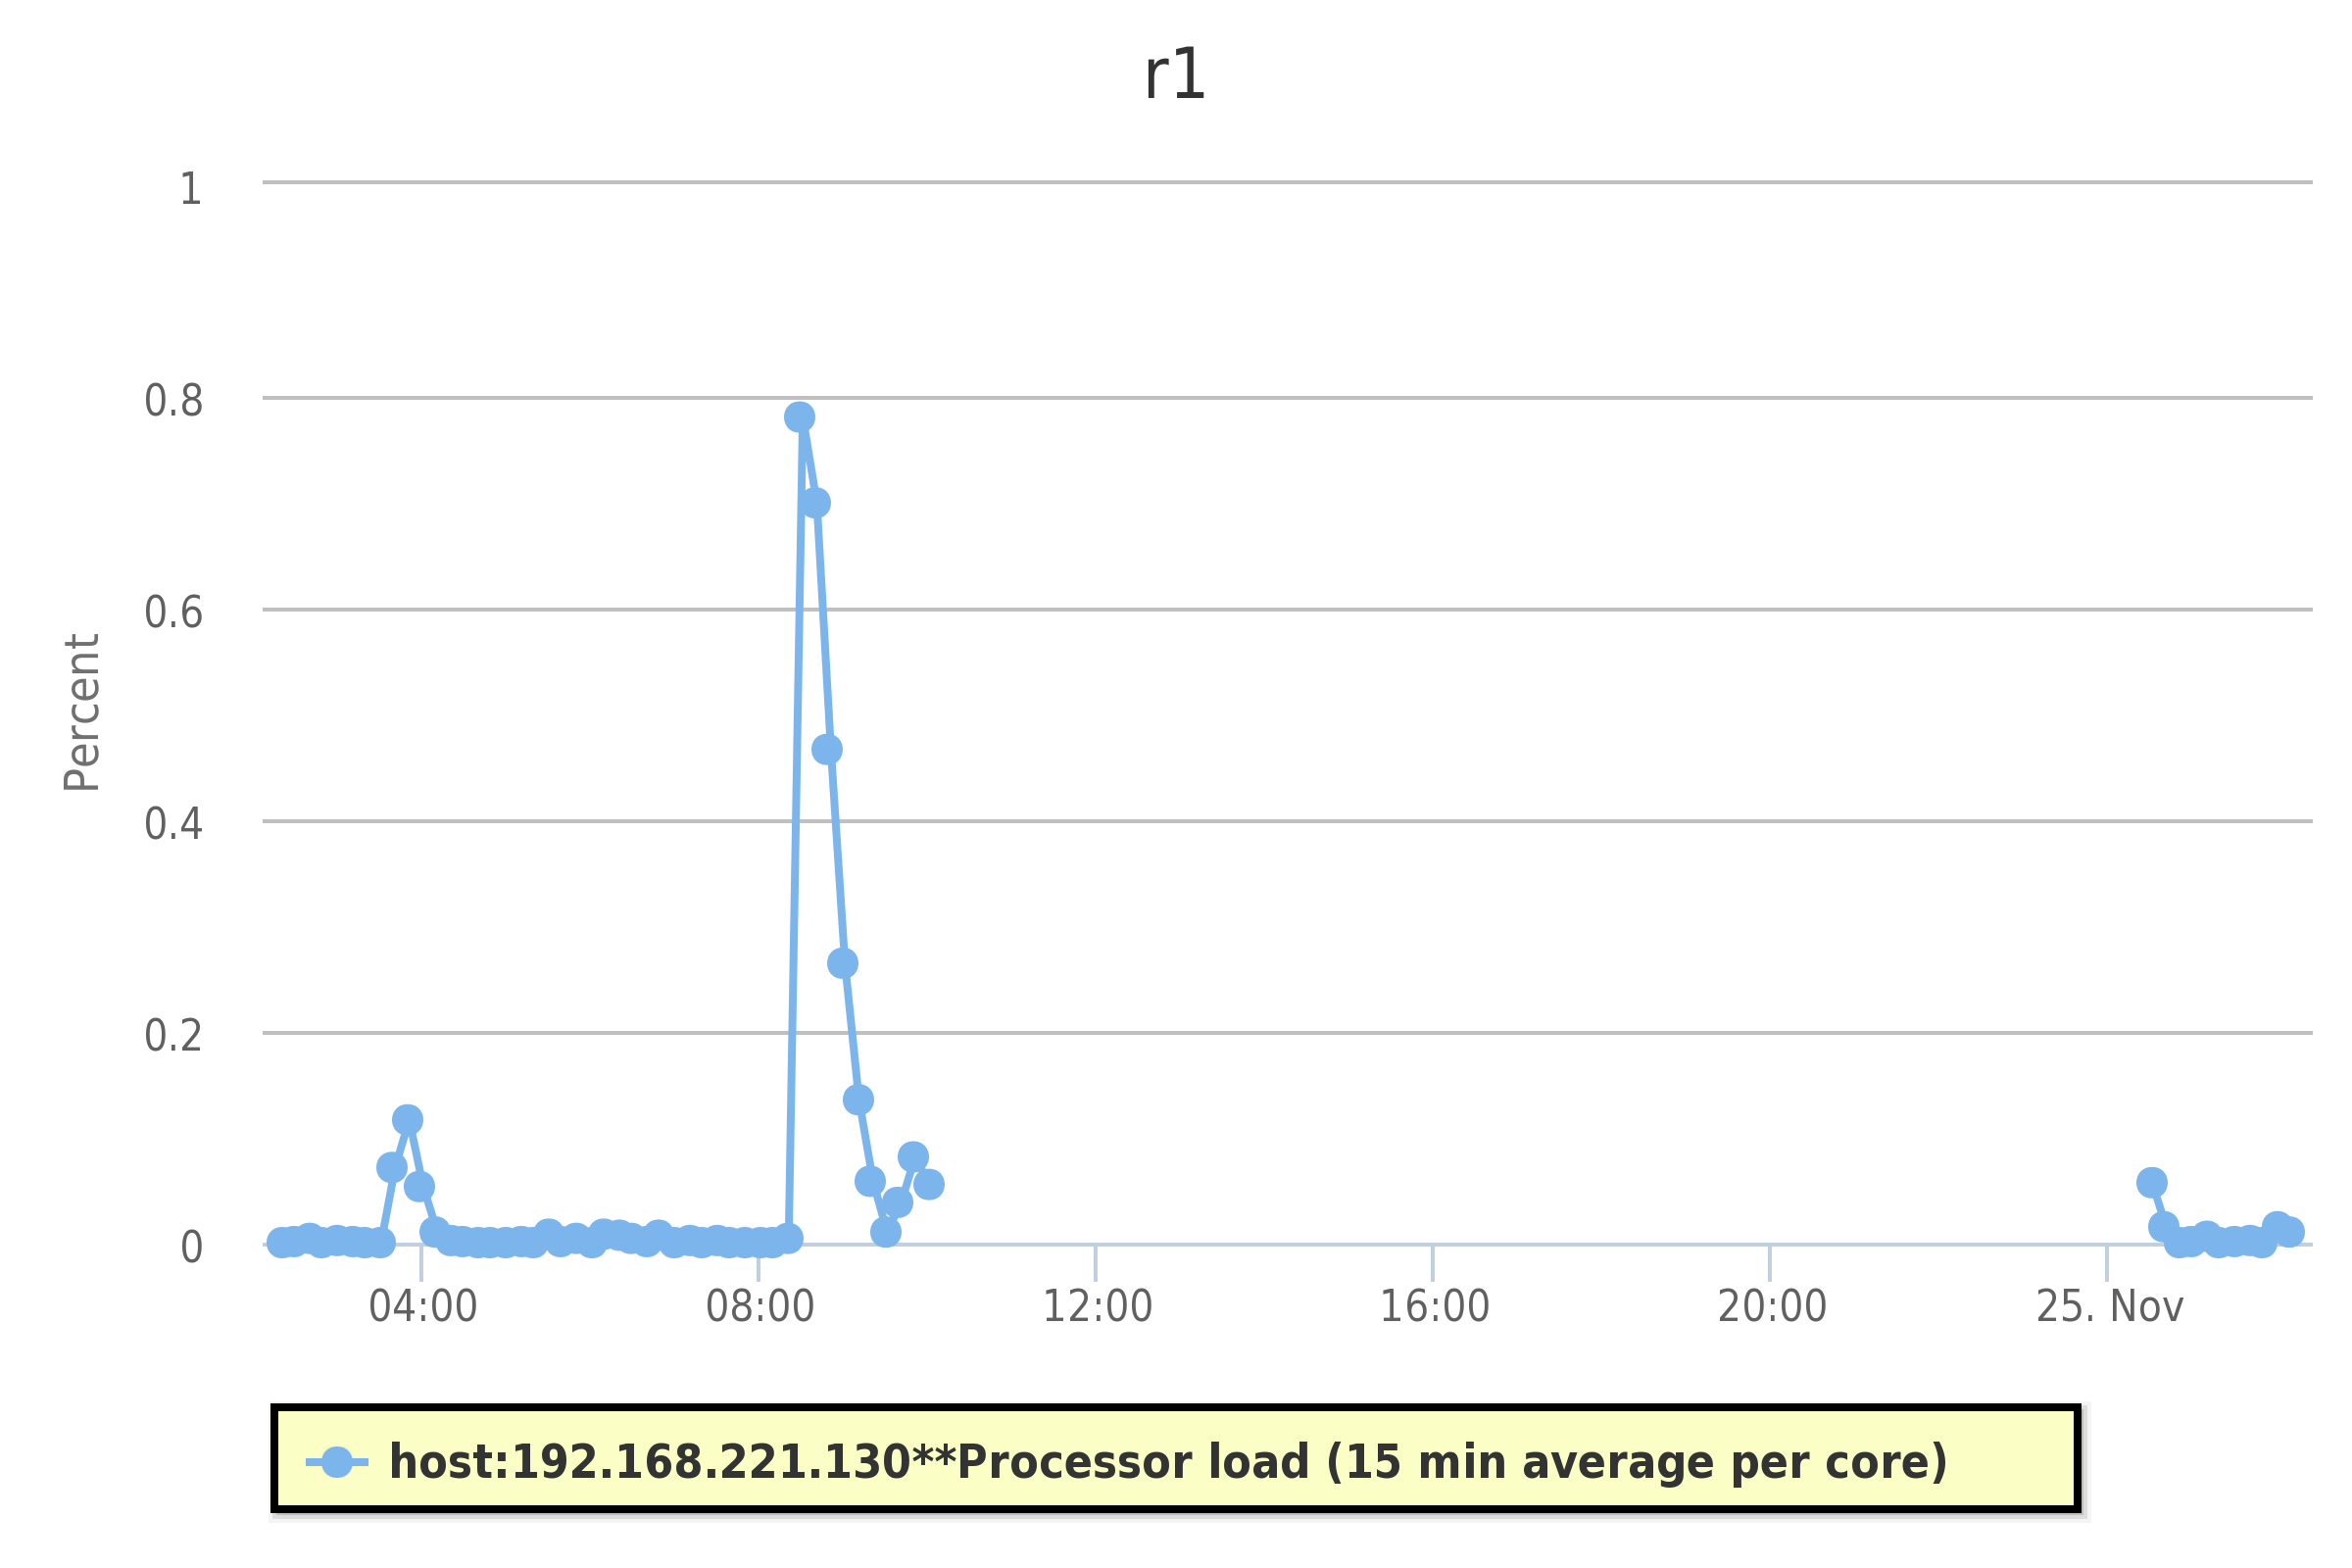 r1
1
0.8
0.6
0.4
0.2
0
Percent
04:00 08:00 12:00 16:00 20:00 25. Nov
host:192.168.221.130**Processor load (15 min average per core)